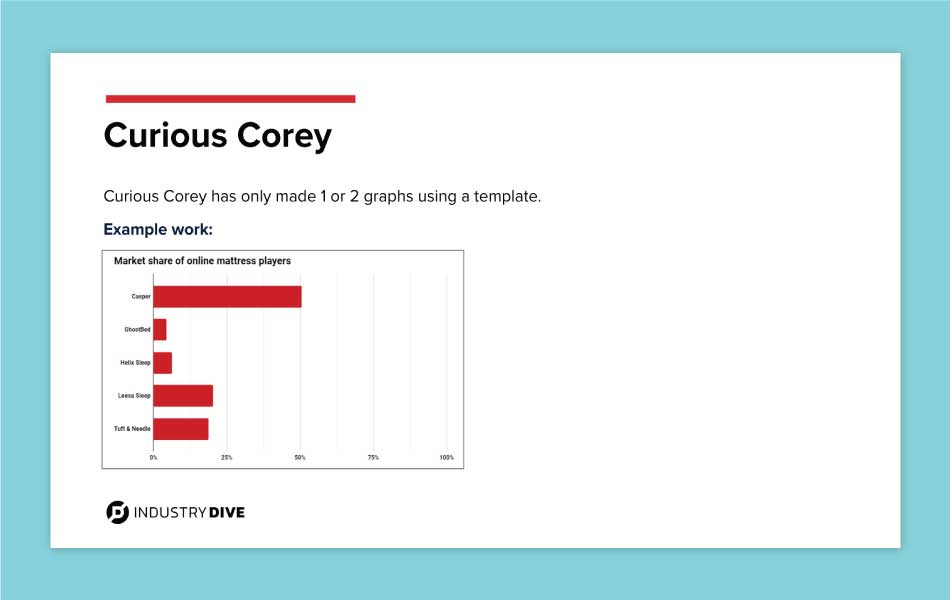 Curious Corey
Curious Corey has only made 1 or 2 graphs using a template.
Example work:
Market share of online mattress players
Casper
GhostBed
Helix Sleep
Leesa Sleep
Tuft & Needle
0% 25% 50% 75% 100%
INDUSTRY DIVE